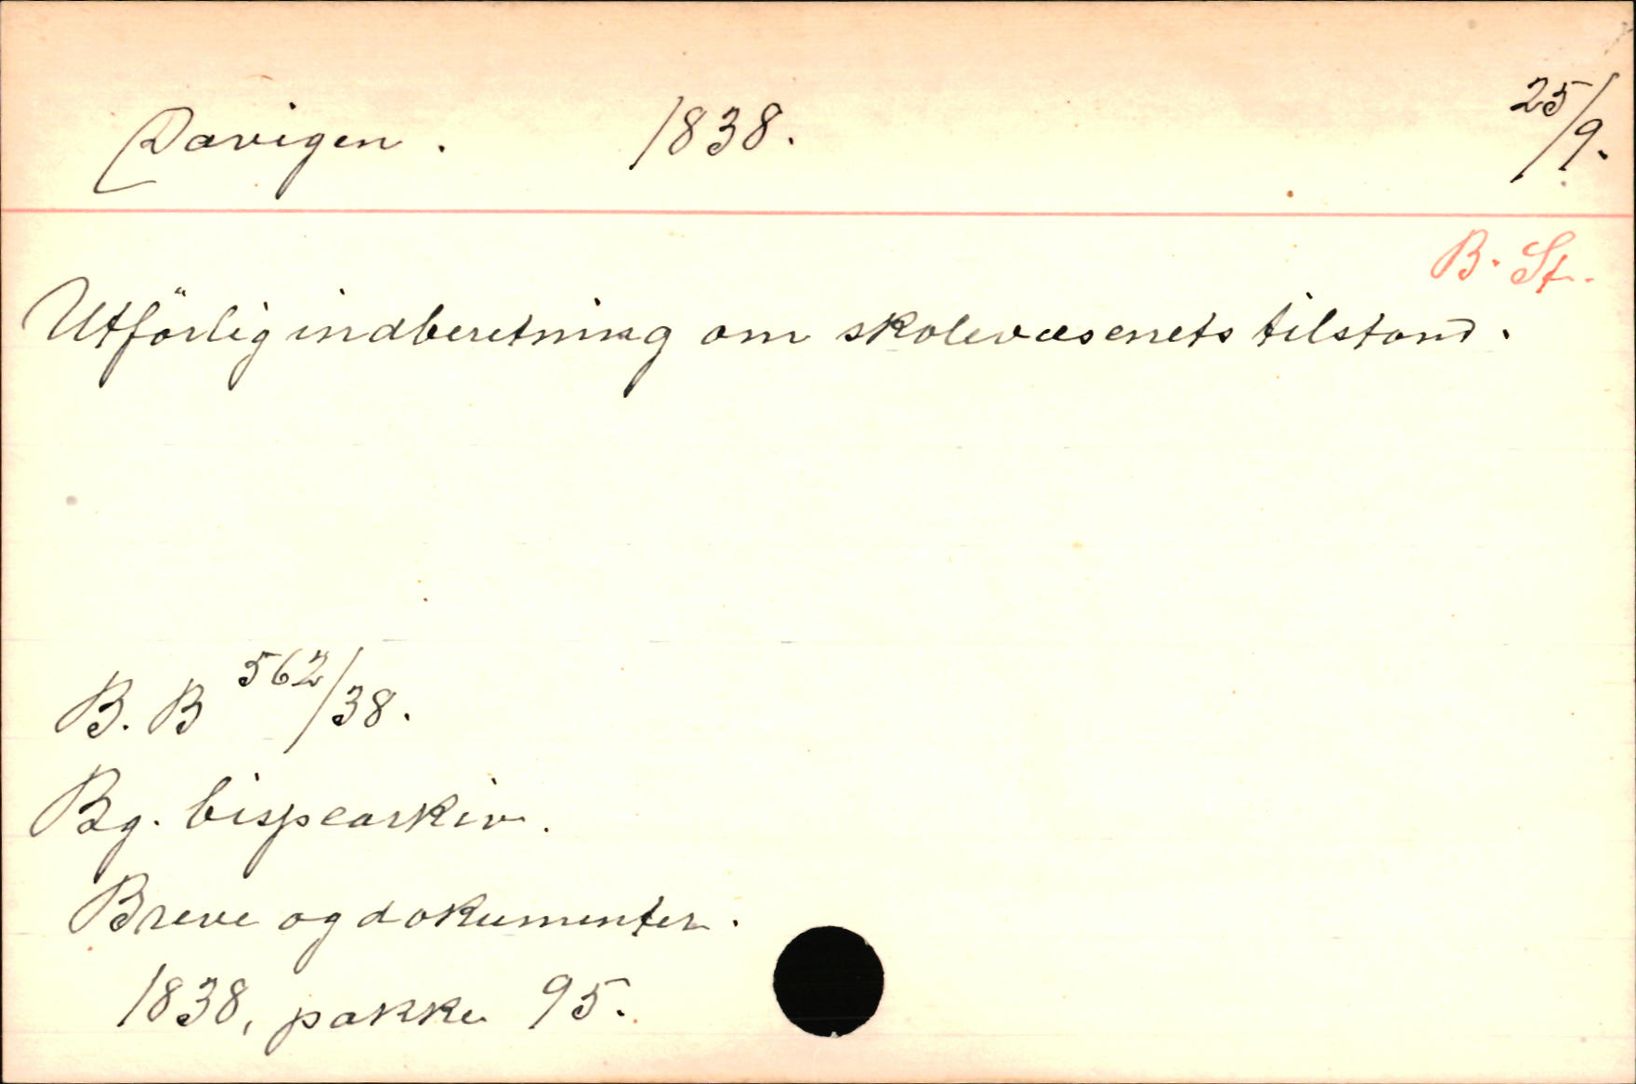 Davigen. 1838. 25/9.
B. St.
Utförlig indberetning om skolevæsenets tilstand.
B. B 562/38.
Bg. bispearkiv.
Breve og dokumenter.
1838, pakke 95.